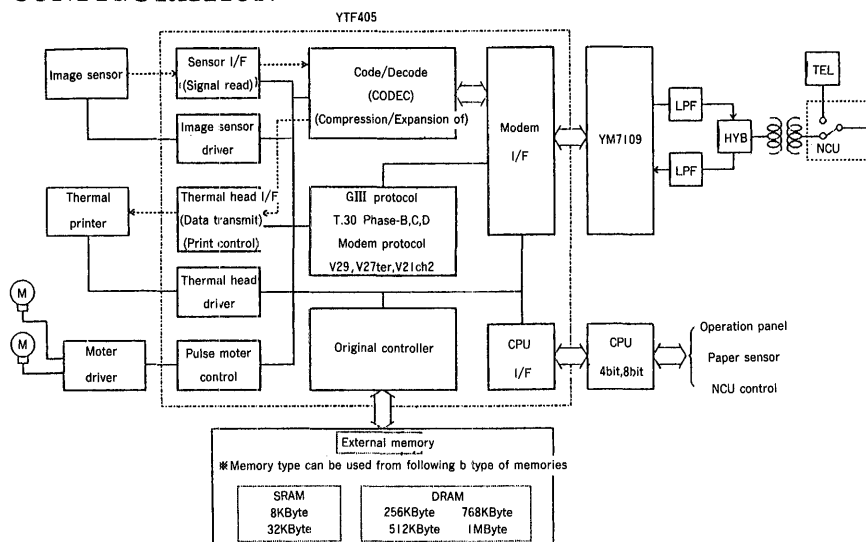 YTF405
Image sensor
Sensor I/F
(Signal read)
Code/Decode
(CODEC)
(Compression/Expansion of)
Image sensor
driver
Modem
I/F
YM7109
LPF
LPF
HYB
TEL
NCU
Thermal
printer
Thermal head I/F
(Data transmit)
(Print control)
GIII protocol
T.30 Phase-B,C,D
Modem protocol
V29,V27ter,V21ch2
Thermal head
driver
M
M
Moter
driver
Pulse moter
control
Original controller
CPU
I/F
CPU
4bit,8bit
Operation panel
Paper sensor
NCU control
External memory
※Memory type can be used from following b type of memories
SRAM
8KByte
32KByte
DRAM
256KByte 768KByte
512KByte 1MByte